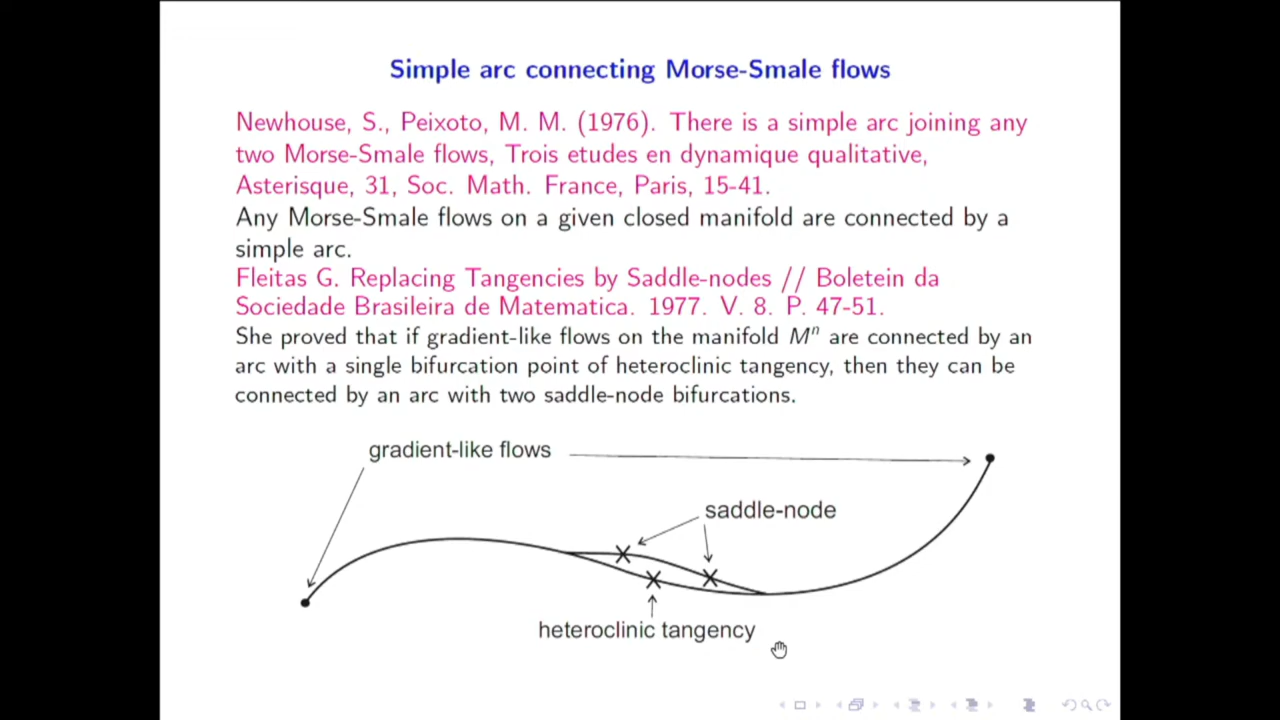 Simple arc connecting Morse-Smale flows
Newhouse, S., Peixoto, M. M. (1976). There is a simple arc joining any
two Morse-Smale flows, Trois etudes en dynamique qualitative,
Asterisque, 31, Soc. Math. France, Paris, 15-41.
Any Morse-Smale flows on a given closed manifold are connected by a
simple arc.
Fleitas G. Replacing Tangencies by Saddle-nodes // Boletein da
Sociedade Brasileira de Matematica. 1977. V. 8. P. 47-51.
She proved that if gradient-like flows on the manifold Mⁿ are connected by an
arc with a single bifurcation point of heteroclinic tangency, then they can be
connected by an arc with two saddle-node bifurcations.
gradient-like flows
saddle-node
heteroclinic tangency